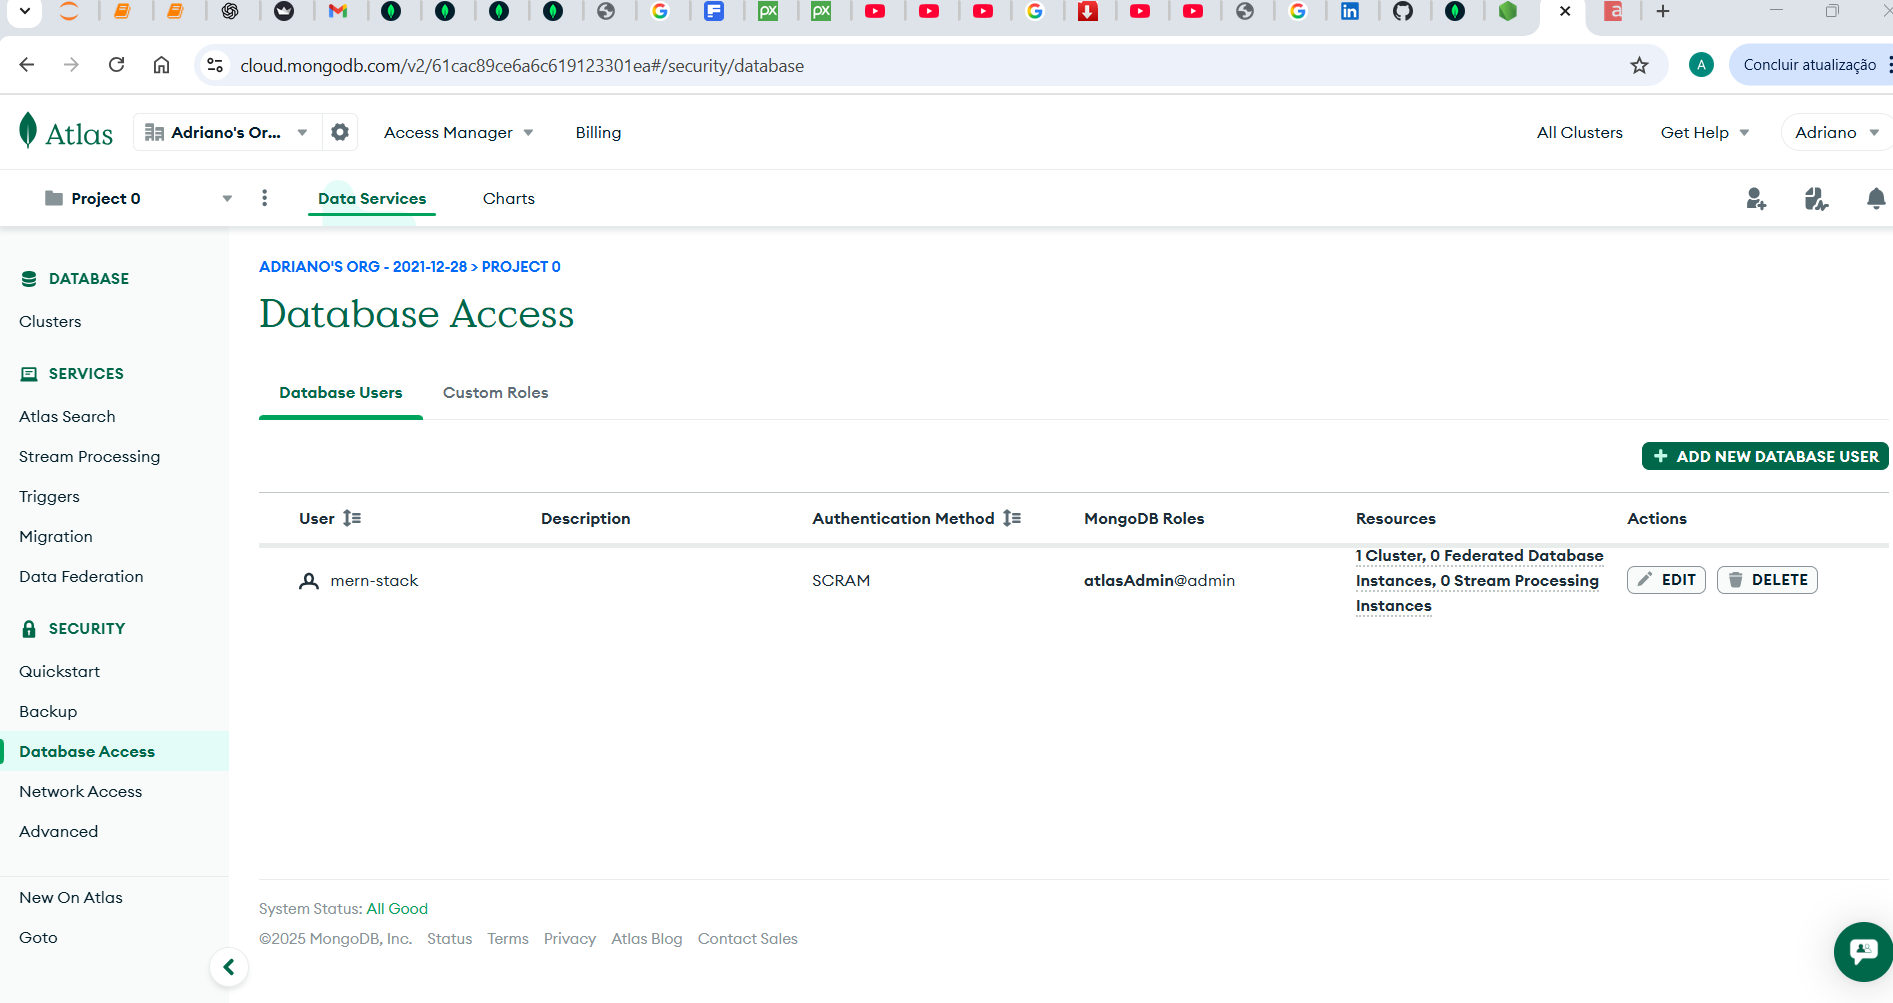 cloud.mongodb.com/v2/61cac89ce6a6c619123301ea#/security/database
A
Concluir atualização
Atlas
Adriano's Or...
Access Manager
Billing
All Clusters
Get Help
Adriano
Project 0
Data Services
Charts
DATABASE
Clusters
SERVICES
Atlas Search
Stream Processing
Triggers
Migration
Data Federation
SECURITY
Quickstart
Backup
Database Access
Network Access
Advanced
New On Atlas
Goto
ADRIANO'S ORG - 2021-12-28 > PROJECT 0
Database Access
Database Users
Custom Roles
+ ADD NEW DATABASE USER
User
Description
Authentication Method
MongoDB Roles
Resources
Actions
mern-stack
SCRAM
atlasAdmin@admin
1 Cluster, 0 Federated Database
Instances, 0 Stream Processing
Instances
EDIT
DELETE
System Status: All Good
©2025 MongoDB, Inc. Status Terms Privacy Atlas Blog Contact Sales